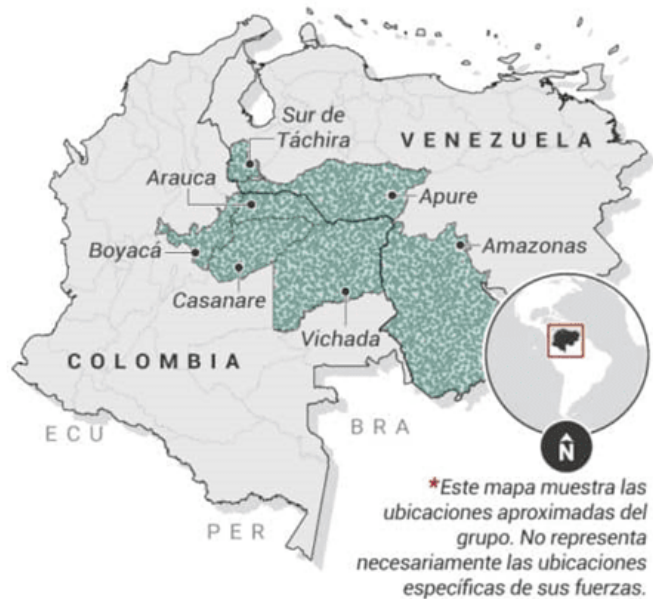 Sur de
Táchira
VENEZUELA
Arauca
Apure
Boyacá
Amazonas
Casanare
Vichada
COLOMBIA
ECU
BRA
N
PER
*Este mapa muestra las
ubicaciones aproximadas del
grupo. No representa
necesariamente las ubicaciones
específicas de sus fuerzas.